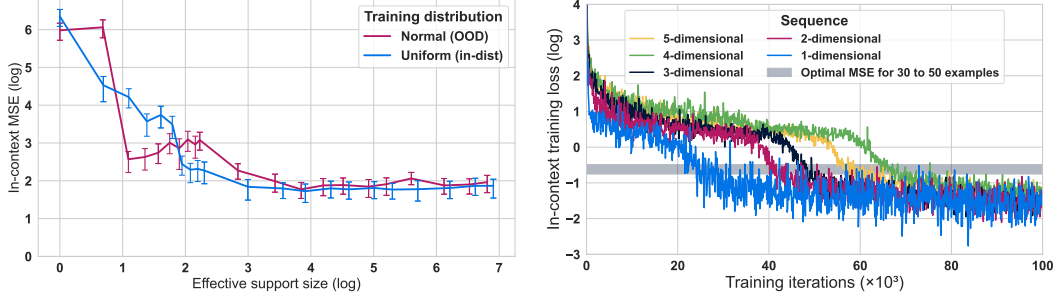 Training distribution
Normal (OOD)
Uniform (in-dist)
6
5
4
3
2
1
0
In-context MSE (log)
0 1 2 3 4 5 6 7
Effective support size (log)
Sequence
5-dimensional
4-dimensional
3-dimensional
2-dimensional
1-dimensional
Optimal MSE for 30 to 50 examples
4
3
2
1
0
−1
−2
−3
In-context training loss (log)
0 20 40 60 80 100
Training iterations (×10³)